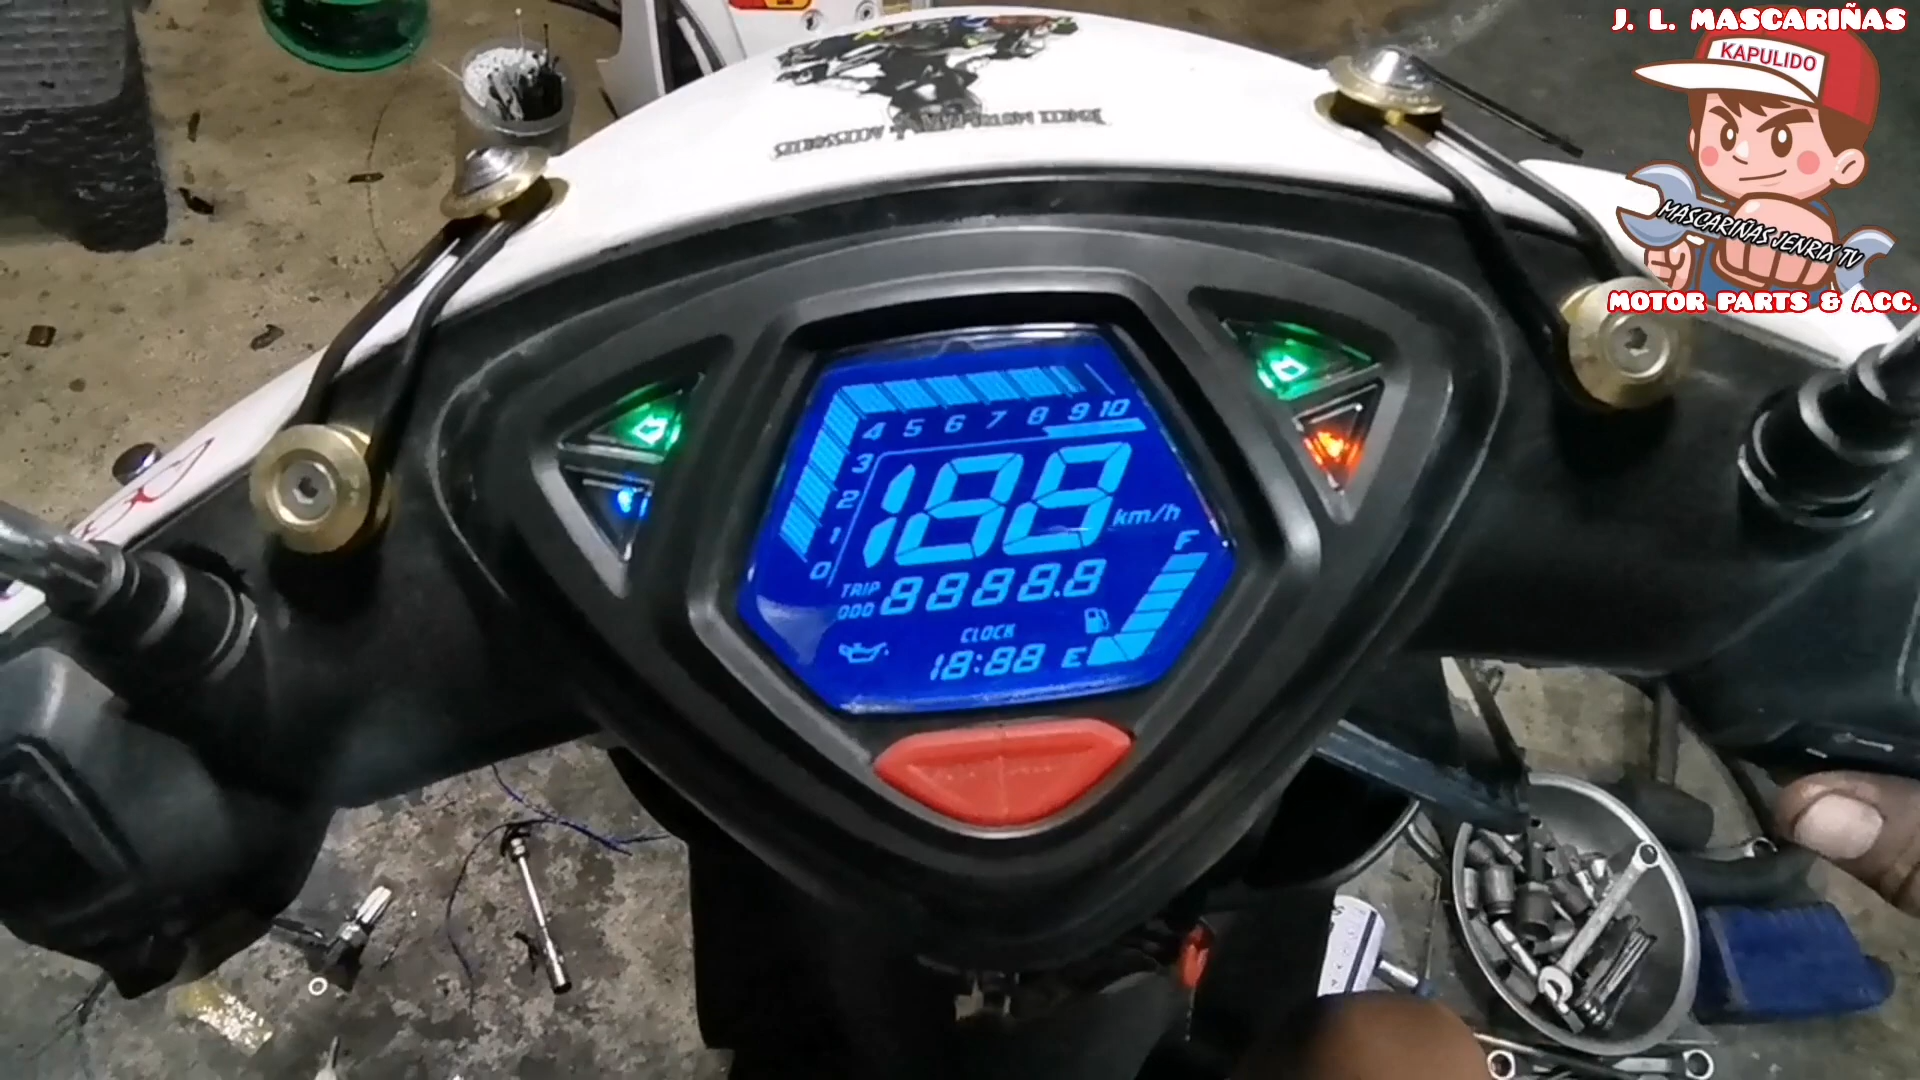 J. L. MASCARIÑAS
KAPULIDO
MASCARIÑAS JENRIX TV
MOTOR PARTS & ACC.
4 5 6 7 8 9 10
3
2
1
0
188
km/h
TRIP
ODO
8888.8
CLOCK
18:88
F
E